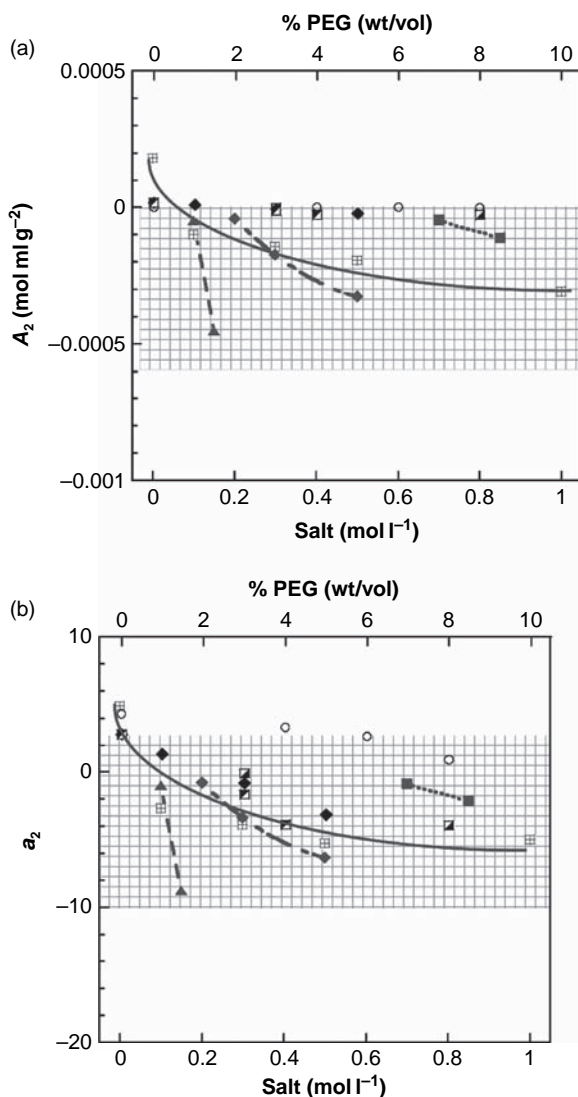 % PEG (wt/vol)
(a)
0 2 4 6 8 10
0.0005
0
−0.0005
−0.001
A₂ (mol ml g⁻²)
0 0.2 0.4 0.6 0.8 1
Salt (mol l⁻¹)
(b)
% PEG (wt/vol)
0 2 4 6 8 10
10
0
−10
−20
a₂
0 0.2 0.4 0.6 0.8 1
Salt (mol l⁻¹)